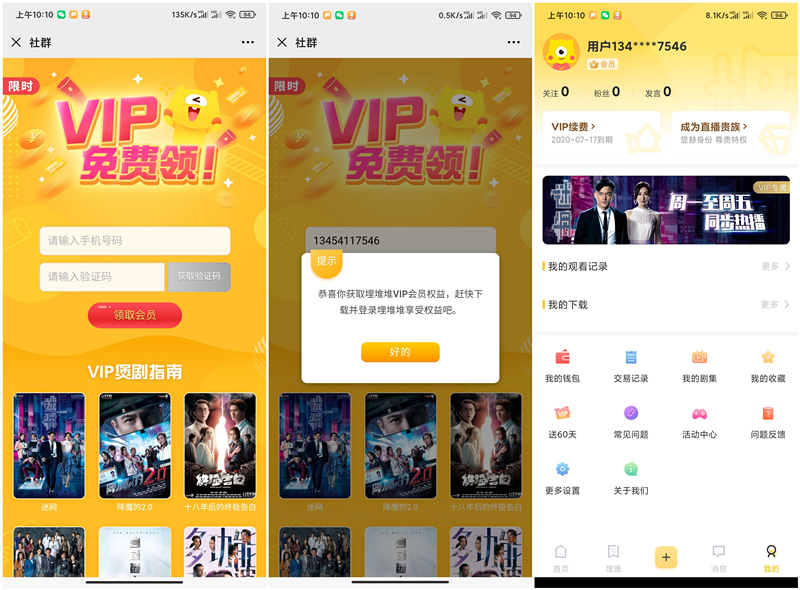 上午10:10
135K/s
94
社群
限时
VIP
免费领!
请输入手机号码
请输入验证码
获取验证码
领取会员
VIP煲剧指南
迷网
降魔的2.0
十八年后的终极告白
上午10:10
0.5K/s
94
社群
限时
VIP
免费领!
13454117546
提示
恭喜你获取埋堆堆VIP会员权益,赶快下
载并登录埋堆堆享受权益吧。
好的
迷网
降魔的2.0
十八年后的终极告白
上午10:10
8.1K/s
94
用户134****7546
会员
关注 0 粉丝 0 发言 0
VIP续费 >
2020-07-17到期
成为直播贵族 >
显赫身份 尊贵特权
VIP专属
周一至周五
同步热播
我的观看记录 更多 >
我的下载 更多 >
我的钱包 交易记录 我的剧集 我的收藏
送60天 常见问题 活动中心 问题反馈
更多设置 关于我们
首页 埋堆 + 消息 我的